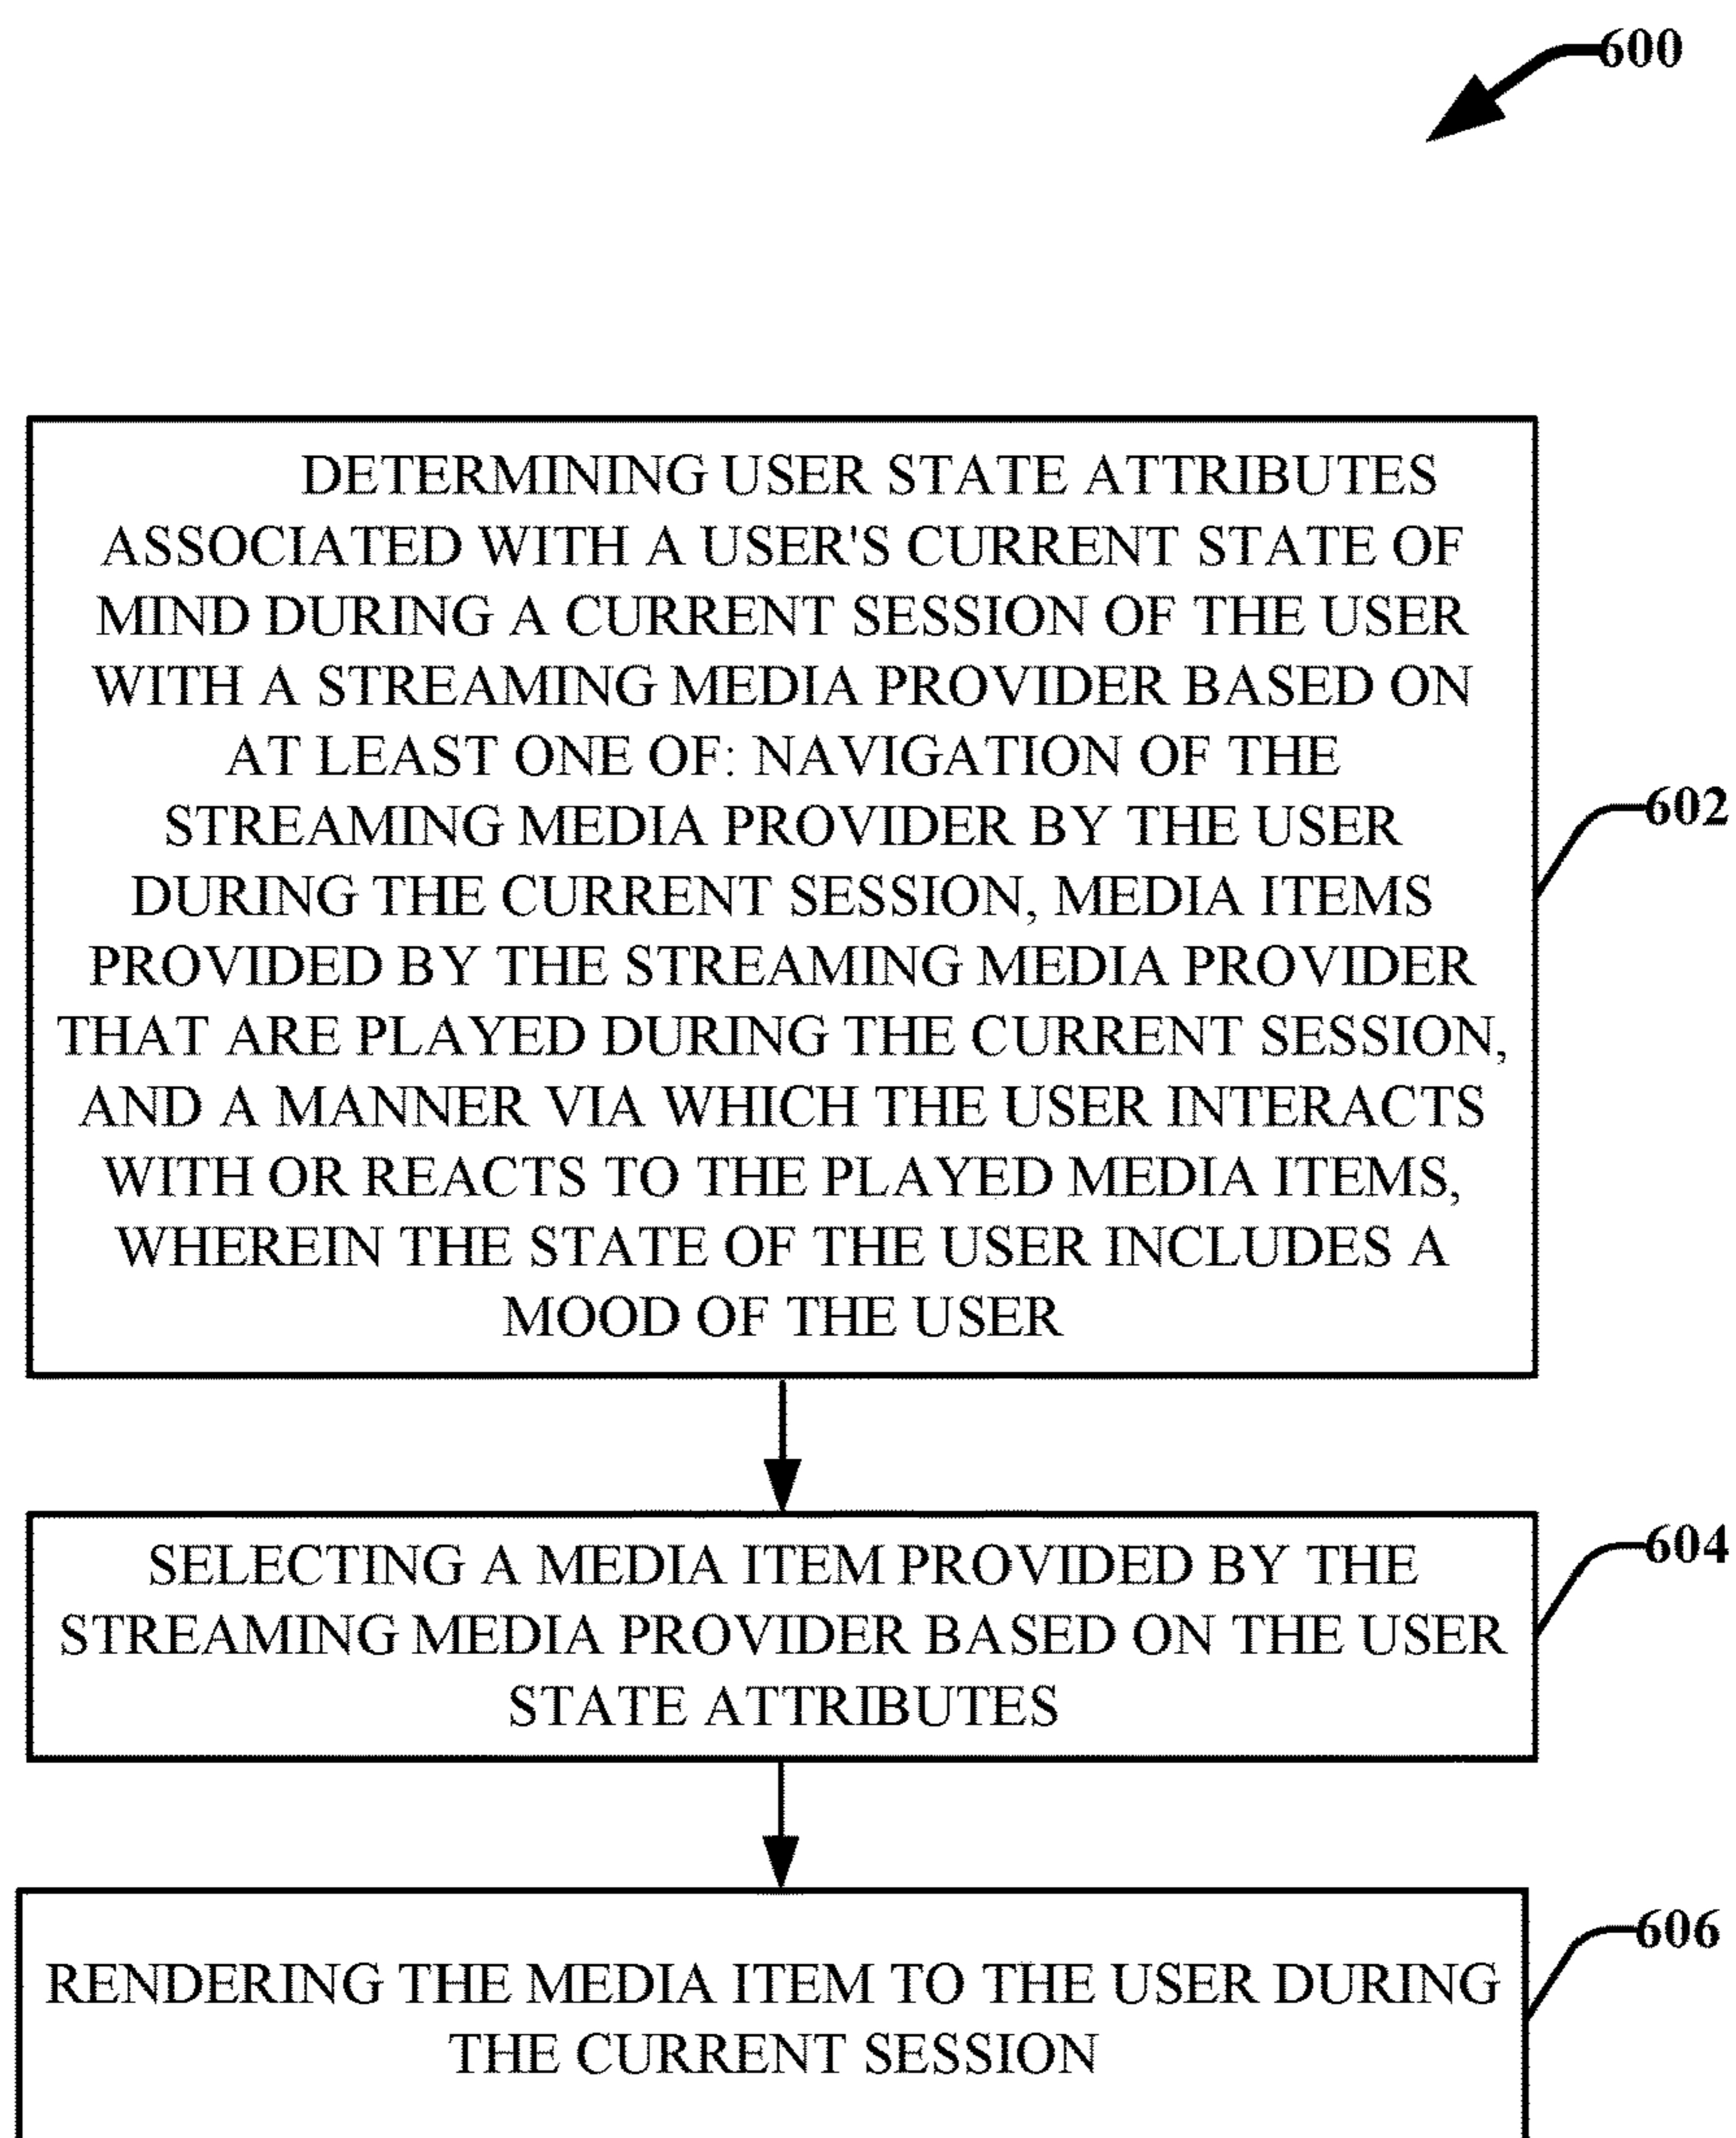 600
DETERMINING USER STATE ATTRIBUTES
ASSOCIATED WITH A USER'S CURRENT STATE OF
MIND DURING A CURRENT SESSION OF THE USER
WITH A STREAMING MEDIA PROVIDER BASED ON
AT LEAST ONE OF: NAVIGATION OF THE
STREAMING MEDIA PROVIDER BY THE USER
DURING THE CURRENT SESSION, MEDIA ITEMS
PROVIDED BY THE STREAMING MEDIA PROVIDER
THAT ARE PLAYED DURING THE CURRENT SESSION,
AND A MANNER VIA WHICH THE USER INTERACTS
WITH OR REACTS TO THE PLAYED MEDIA ITEMS,
WHEREIN THE STATE OF THE USER INCLUDES A
MOOD OF THE USER
602
SELECTING A MEDIA ITEM PROVIDED BY THE
STREAMING MEDIA PROVIDER BASED ON THE USER
STATE ATTRIBUTES
604
RENDERING THE MEDIA ITEM TO THE USER DURING
THE CURRENT SESSION
606